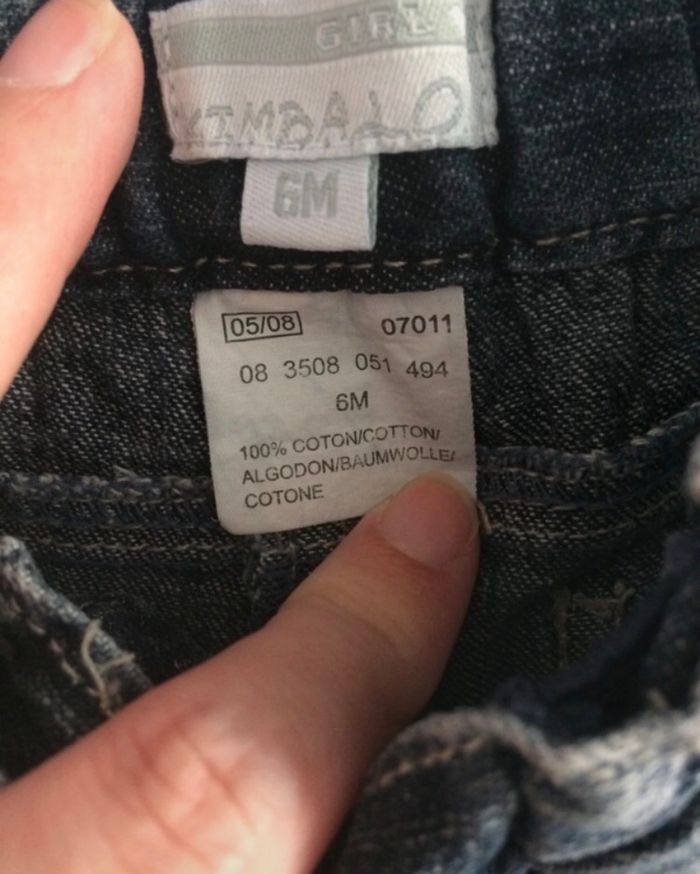 GIRL
KIMBALO
6M
05/08 07011
08 3508 051 494
6M
100% COTON/COTTON/
ALGODON/BAUMWOLLE/
COTONE